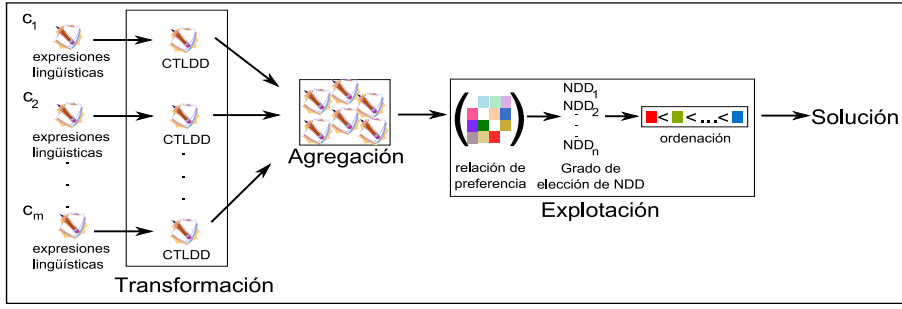 c1
expresiones
lingüísticas
CTLDD
c2
expresiones
lingüísticas
CTLDD
cm
expresiones
lingüísticas
CTLDD
Transformación
Agregación
relación de
preferencia
NDD1
NDD2
NDDn
Grado de
elección de NDD
< < ...<
ordenación
Explotación
Solución